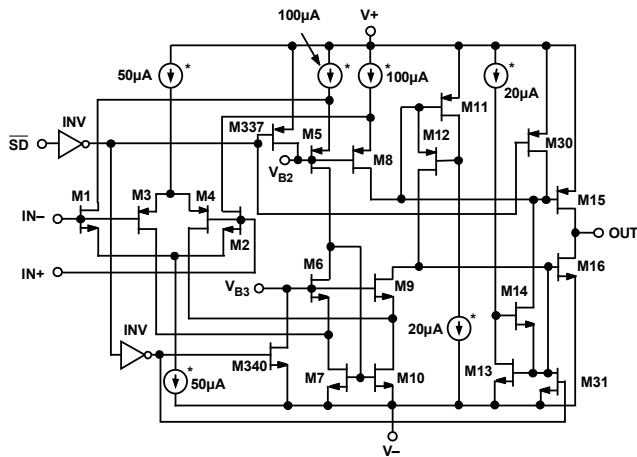 100µA
V+
50µA
*
*
*
100µA
*
20µA
M11
M337
M5
M12
M30
SD
INV
M8
V_B2
M1
M3
M4
M15
IN–
OUT
M2
M6
M16
IN+
V_B3
M9
M14
*
20µA
INV
*
M340
M7
M10
M13
M31
50µA
V–